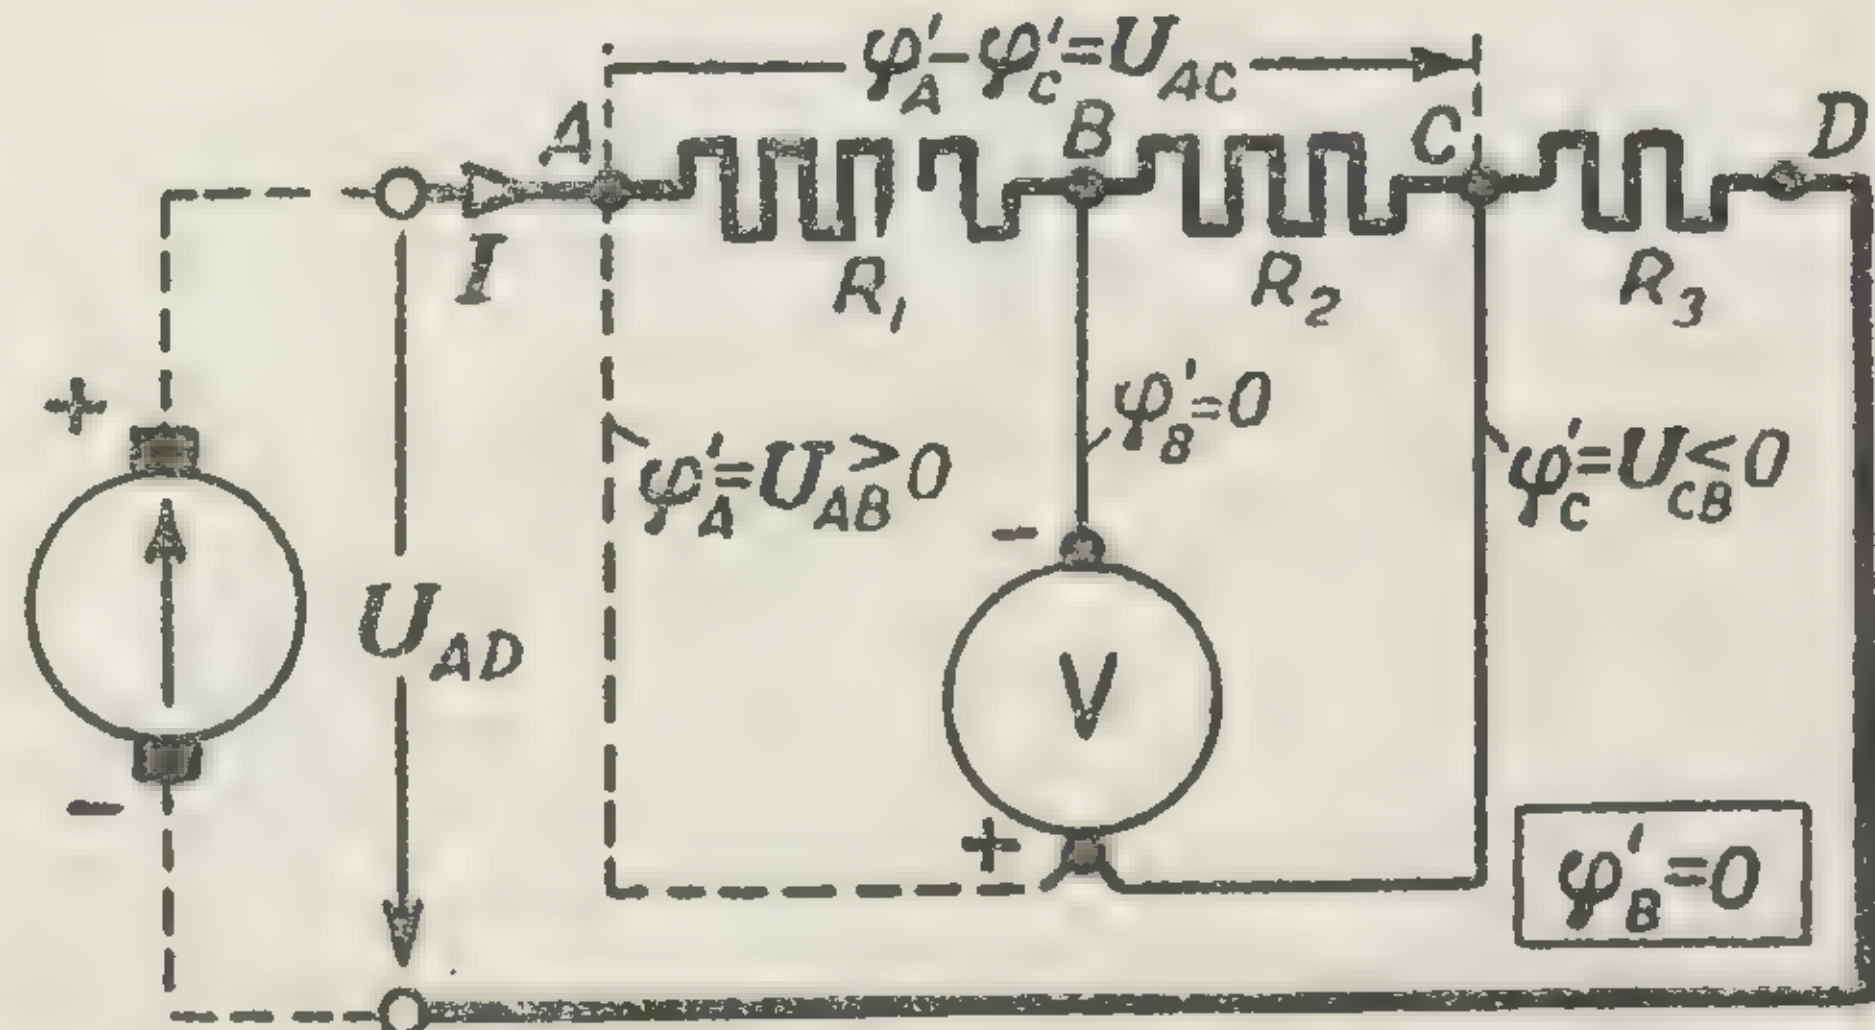 φ'A-φ'C=UAC
A
B
C
D
I
R1
R2
R3
+
φ'B=0
φ'A=UAB>0
φ'C=UCB<0
-
UAD
V
-
+
φ'B=0